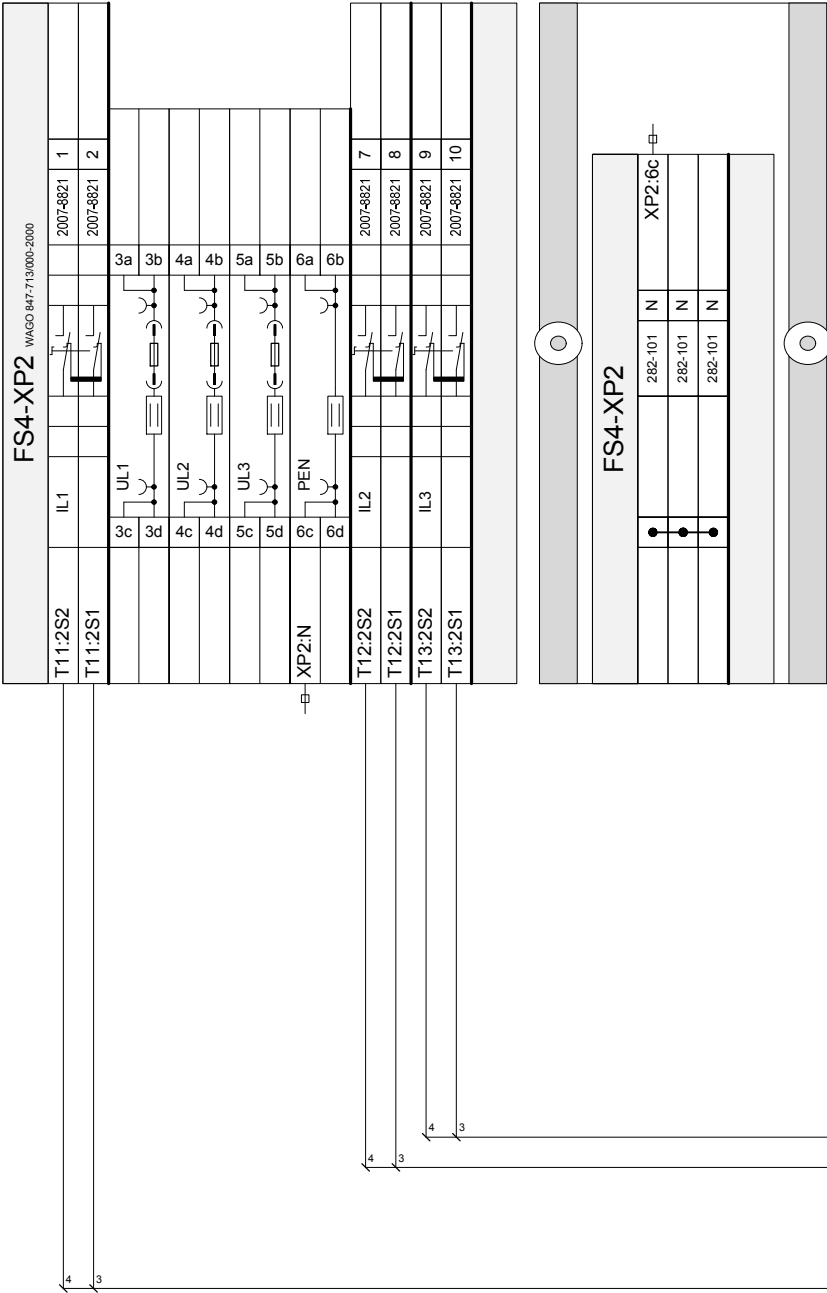 FS4-XP2 WAGO 847-713/000-2000
T11:2S2 IL1 2007-8821 1
T11:2S1 2007-8821 2
3c UL1 3a
3d 3b
4c UL2 4a
4d 4b
5c UL3 5a
5d 5b
XP2:N 6c PEN 6a
6d 6b
T12:2S2 IL2 2007-8821 7
T12:2S1 2007-8821 8
T13:2S2 IL3 2007-8821 9
T13:2S1 2007-8821 10
FS4-XP2
282-101 N XP2:6c
282-101 N
282-101 N
4 3
4 3
4 3